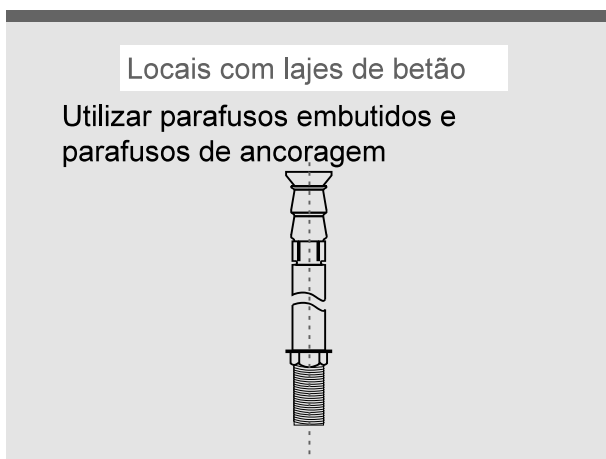 Locais com lajes de betão
Utilizar parafusos embutidos e
parafusos de ancoragem